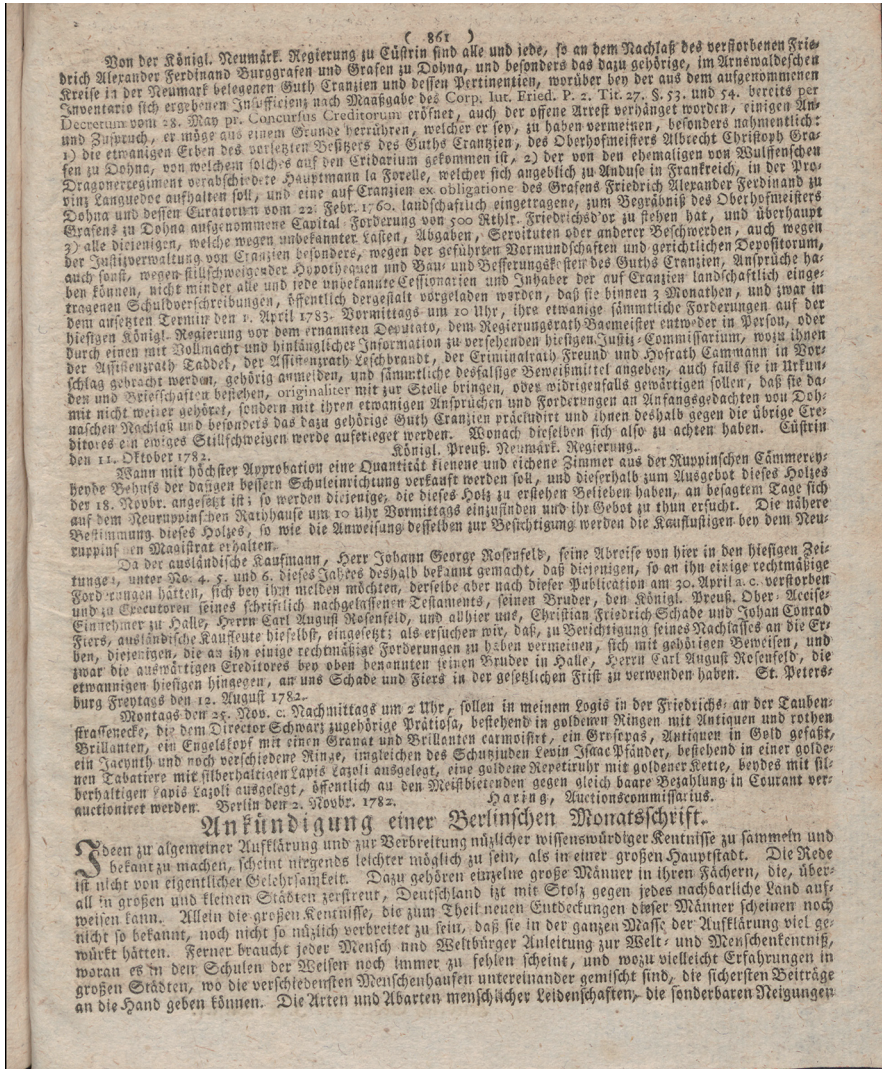 ( 861 )
Von der Königl. Neumärk. Regierung zu Cüstrin sind alle und jede, so an dem Nachlaß des verstorbenen Frie-
drich Alexander Ferdinand Burggrafen und Grafen zu Dohna, und besonders das dazu gehörige, im Arnswaldeschen
Kreise in der Neumark belegenen Guth Cranzien und dessen Pertinentien, worüber bey der aus dem aufgenommenen
Inventario sich ergebenen Insufficienz nach Maaßgabe des Corp. Iur. Fried. P. 2. Tit. 27. §. 53. und 54. bereits per
Decretum vom 28. May pr. Concursus Creditorum eröfnet, auch der offene Arrest verhänget worden, einigen An-
und Zuspruch, er möge aus einem Grunde herrühren, welcher er sey, zu haben vermeinen, besonders nahmentlich:
1) die etwanigen Erben des vorletzten Besitzers des Guths Crantzien, des Oberhofmeisters Albrecht Christoph Gra-
fen zu Dohna, von welchem solches auf den Cridarium gekommen ist, 2) der von den ehemaligen von Wulffenschen
Dragonerregiment verabschiedete Hauptmann la Forelle, welcher sich angeblich zu Anduse in Frankreich, in der Pro-
vinz Languedoc aufhalten soll, und eine auf Cranzien ex obligatione des Grafens Friedrich Alexander Ferdinand zu
Dohna und dessen Curatorum vom 22. Febr. 1760. landschaftlich eingetragene, zum Begräbniß des Oberhofmeisters
Grafens zu Dohna aufgenommene Capital-Forderung von 500 Rthlr. Friedrichsd'or zu stehen hat, und überhaupt
3) alle diejenigen, welche wegen unbekannter Lasten, Abgaben, Servituten oder anderer Beschwerden, auch wegen
der Justizverwaltung von Cranzien besonders, wegen der geführten Vormundschaften und gerichtlichen Depositorum,
auch sonst, wegen stillschweigender Hypothequen und Bau- und Besserungskosten des Guths Cranzien, Ansprüche ha-
ben können, nicht minder alle und jede unbekannte Cessionarien und Inhaber der auf Cranzien landschaftlich einge-
tragenen Schuldverschreibungen, öffentlich dergestalt vorgeladen werden, daß sie binnen 3 Monathen, und zwar in
dem ansetzten Termin den 1. April 1783. Vormittags um 10 Uhr, ihre etwanige sämmtliche Forderungen auf der
hiesigen Königl. Regierung vor dem ernannten Deputato, dem Regierungsrath Bacmeister entweder in Person, oder
durch einen mit Vollmacht und hinlänglicher Information zu versehenden hiesigen Justiz-Commissarium, wozu ihnen
der Assistenzrath Taddel, der Assistenzrath Leschbrandt, der Criminalrath Freund und Hofrath Cammann in Vor-
schlag gebracht werden, gehörig anmelden, und sämmtliche desfalsige Beweißmittel angeben, auch falls sie in Urkun-
den und Briefschaften bestehen, originaliter mit zur Stelle bringen, oder widrigenfalls gewärtigen sollen, daß sie da-
mit nicht weiter gehöret, sondern mit ihren etwanigen Ansprüchen und Forderungen an Anfangsgedachten von Doh-
naschen Nachlaß und besonders das dazu gehörige Guth Cranzien präcludirt und ihnen deshalb gegen die übrige Cre-
ditores ein ewiges Stillschweigen werde auferleget werden. Wonach dieselben sich also zu achten haben. Cüstrin
den 11. Oktober 1782. Königl. Preuß. Neumärk. Regierung.
Wann mit höchster Approbation eine Quantität kienene und eichene Zimmer aus der Ruppinschen Cämmerey-
heyde Behufs der dasigen bessern Schuleinrichtung verkauft werden soll, und dieserhalb zum Ausgebot dieses Holzes
der 18. Novbr. angesetzt ist; so werden diejenige, die dieses Holz zu erstehen Belieben haben, an besagtem Tage sich
auf dem Neuruppinschen Rathhause um 10 Uhr Vormittags einzufinden und ihr Gebot zu thun ersucht. Die nähere
Bestimmung dieses Holzes, so wie die Anweisung desselben zur Besichtigung werden die Kauflustigen bey dem Neu-
ruppinschen Magistrat erhalten.
Da der ausländische Kaufmann, Herr Johann George Rosenfeld, seine Abreise von hier in den hiesigen Zei-
tungen, unter No. 4. 5. und 6. dieses Jahres deshalb bekannt gemacht, daß diejenigen, so an ihn einige rechtmäßige
Forderungen hätten, sich bey ihm melden möchten, derselbe aber nach dieser Publication am 30. April a. c. verstorben
und zu Executoren seines schriftlich nachgelassenen Testaments, seinen Bruder, den Königl. Preuß. Ober-Accise-
Einnehmer zu Halle, Herrn Carl August Rosenfeld, und allhier uns, Christian Friedrich Schade und Johan Conrad
Fiers, ausländische Kaufleute hieselbst, eingesetzt; als ersuchen wir, daß, zu Berichtigung seines Nachlasses an die Er-
ben, diejenigen, die an ihn einige rechtmäßige Forderungen zu haben vermeinen, sich mit gehörigen Beweisen, und
zwar die auswärtigen Creditores bey oben benannten seinen Bruder in Halle, Herrn Carl August Rosenfeld, die
etwannigen hiesigen hingegen, an uns Schade und Fiers in der gesetzlichen Frist zu verwenden haben. St. Peters-
burg Freytags den 12. August 1782.
Montags den 25. Nov. c. Nachmittags um 2 Uhr, sollen in meinem Logis in der Friedrichs- an der Tauben-
strassenecke, die dem Director Schwarz zugehörige Prätiosa, bestehend in goldenen Ringen mit Antiquen und rothen
Brillanten, ein Engelskopf mit einen Granat und Brillanten carmoisirt, ein Grosepas, Antiquen in Gold gefaßt,
ein Jacynth und noch verschiedene Ringe, imgleichen des Schutzjuden Levin Isaac Pfänder, bestehend in einer golde-
nen Tabatiere mit silberhaltigen Lapis Lazoli ausgelegt, eine goldene Repetiruhr mit goldener Kette, beydes mit sil-
berhaltigen Lapis Lazoli ausgelegt, öffentlich an den Meistbietenden gegen gleich baare Bezahlung in Courant ver-
auctioniret werden. Berlin den 2. Novbr. 1782. Haring, Auctionscommissarius.
Ankündigung einer Berlinschen Monatsschrift.
Ideen zu algemeiner Aufklärung und zur Verbreitung nüzlicher wissenswürdiger Kentnisse zu sammeln und
bekant zu machen, scheint nirgends leichter möglich zu sein, als in einer großen Hauptstadt. Die Rede
ist nicht von eigentlicher Gelehrsamkeit. Dazu gehören einzelne große Männer in ihren Fächern, die, über-
all in großen und kleinen Städten zerstreut, Deutschland izt mit Stolz gegen jedes nachbarliche Land auf-
weisen kann. Allein die großen Kentnisse, die zum Theil neuen Entdeckungen dieser Männer scheinen noch
nicht so bekannt, noch nicht so nüzlich verbreitet zu sein, daß sie in der ganzen Masse der Aufklärung viel ge-
würkt hätten. Ferner braucht jeder Mensch und Weltbürger Anleitung zur Welt- und Menschenkentniß,
woran es in den Schulen der Weisen noch immer zu fehlen scheint, und wozu vielleicht Erfahrungen in
großen Städten, wo die verschiedensten Menschenhaufen untereinander gemischt sind, die sichersten Beiträge
an die Hand geben können. Die Arten und Abarten menschlicher Leidenschaften, die sonderbaren Neigungen